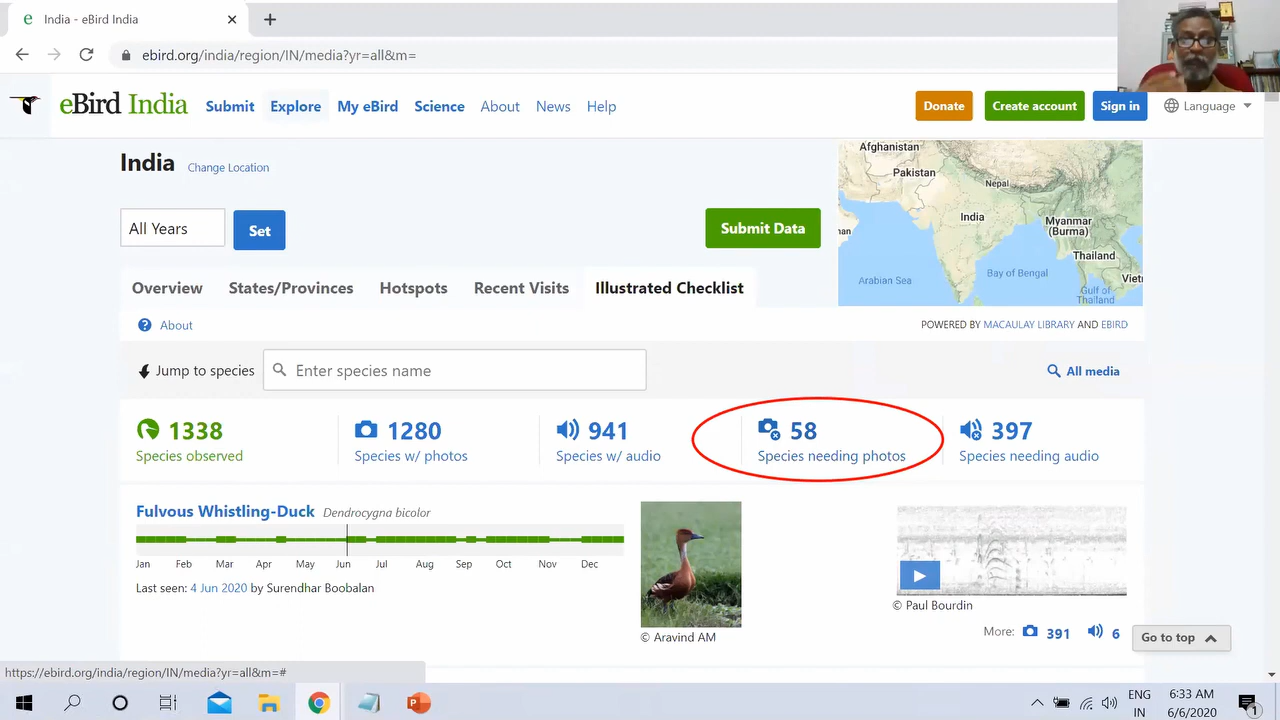 India - eBird India
ebird.org/india/region/IN/media?yr=all&m=
eBird India Submit Explore My eBird Science About News Help Donate Create account Sign in Language
India Change Location
All Years Set Submit Data
Afghanistan
Pakistan
Nepal
India
Myanmar
(Burma)
Thailand
Arabian Sea
Bay of Bengal
Gulf of
Thailand
Overview States/Provinces Hotspots Recent Visits Illustrated Checklist
About POWERED BY MACAULAY LIBRARY AND EBIRD
Jump to species Enter species name All media
1338 1280 941 58 397
Species observed Species w/ photos Species w/ audio Species needing photos Species needing audio
Fulvous Whistling-Duck Dendrocygna bicolor
Jan Feb Mar Apr May Jun Jul Aug Sep Oct Nov Dec
Last seen: 4 Jun 2020 by Surendhar Boobalan
© Paul Bourdin
© Aravind AM
More: 391 6
Go to top
https://ebird.org/india/region/IN/media?yr=all&m=#
ENG
IN
6:33 AM
6/6/2020
1